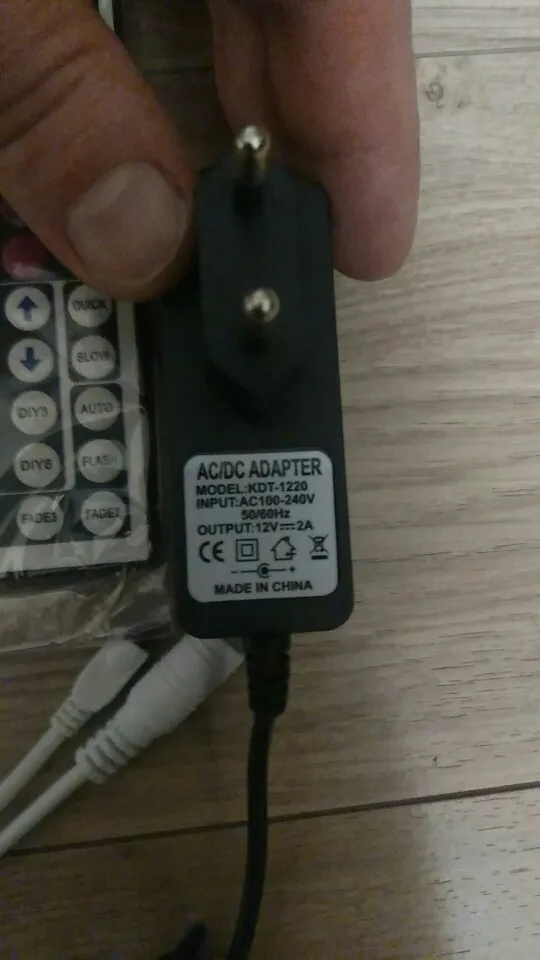 QUICK
SLOW
DIY3
AUTO
DIY6
FLASH
FADE3
FADE7
AC/DC ADAPTER
MODEL:KDT-1220
INPUT:AC100-240V
50/60Hz
OUTPUT:12V⎓2A
CE
- +
MADE IN CHINA